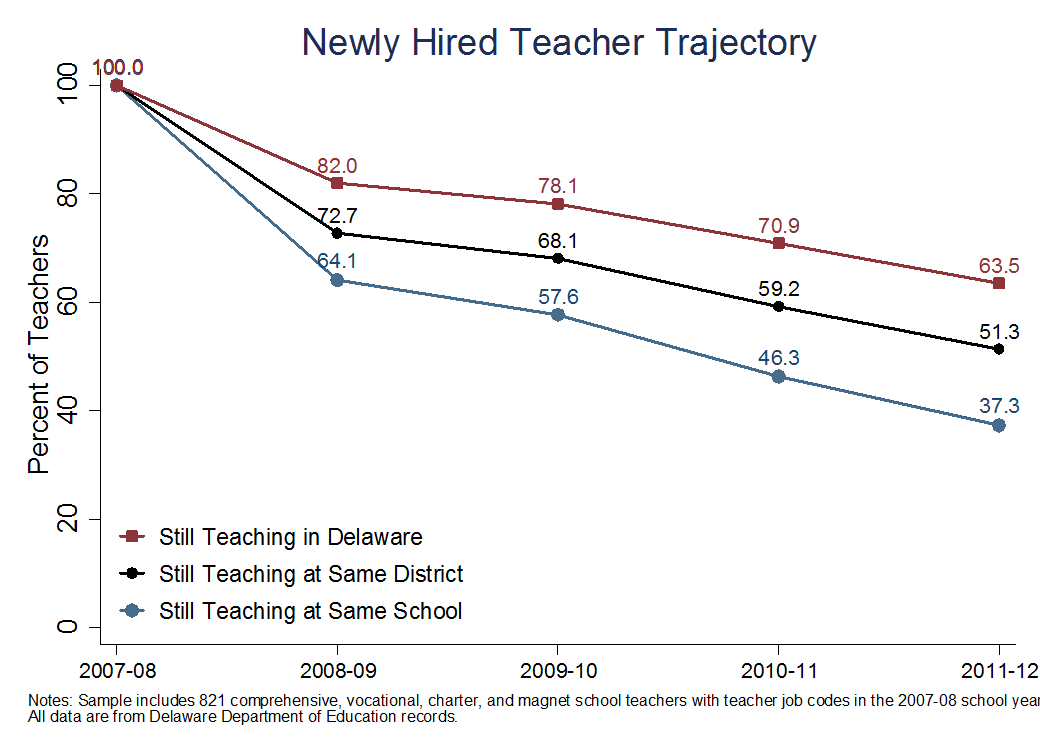 Newly Hired Teacher Trajectory
100.0
82.0
78.1
70.9
63.5
72.7
68.1
59.2
51.3
64.1
57.6
46.3
37.3
Percent of Teachers
100
80
60
40
20
0
Still Teaching in Delaware
Still Teaching at Same District
Still Teaching at Same School
2007-08 2008-09 2009-10 2010-11 2011-12
Notes: Sample includes 821 comprehensive, vocational, charter, and magnet school teachers with teacher job codes in the 2007-08 school year
All data are from Delaware Department of Education records.